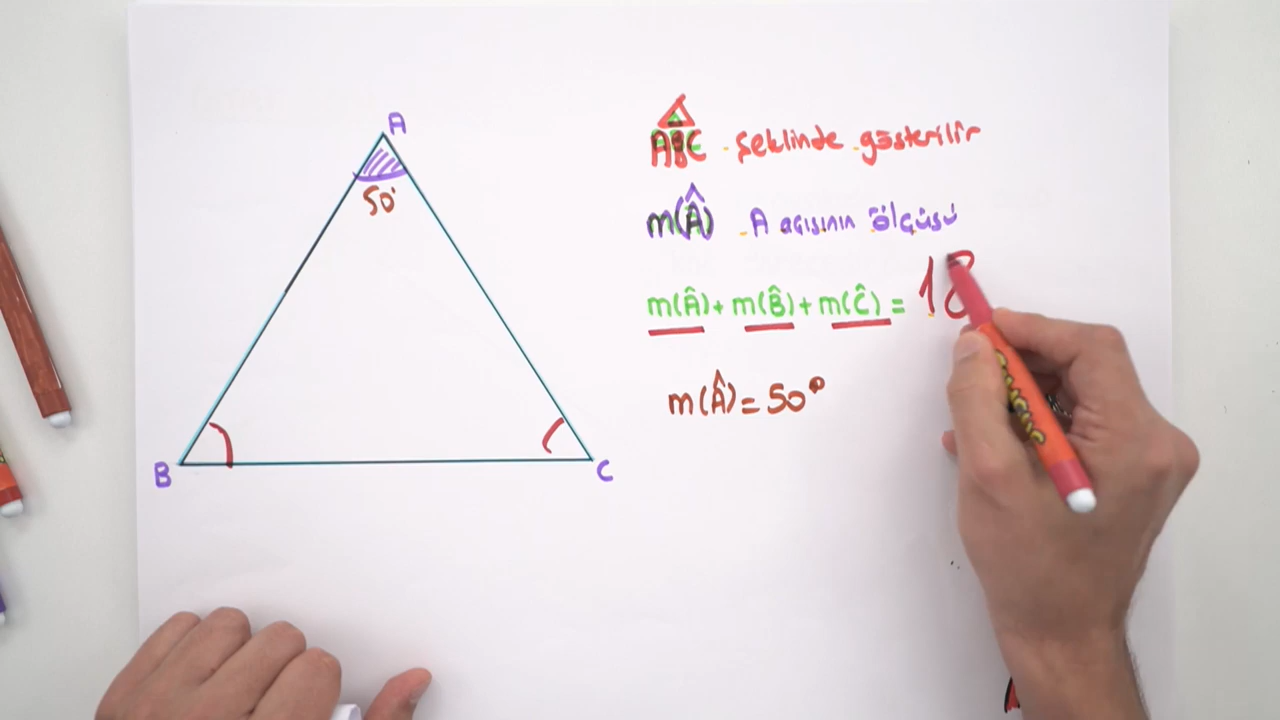 A
50°
B
C
ABC şeklinde gösterilir
m(Â) A açısının ölçüsü
m(Â) + m(B̂) + m(Ĉ) = 18
m(Â) = 50°